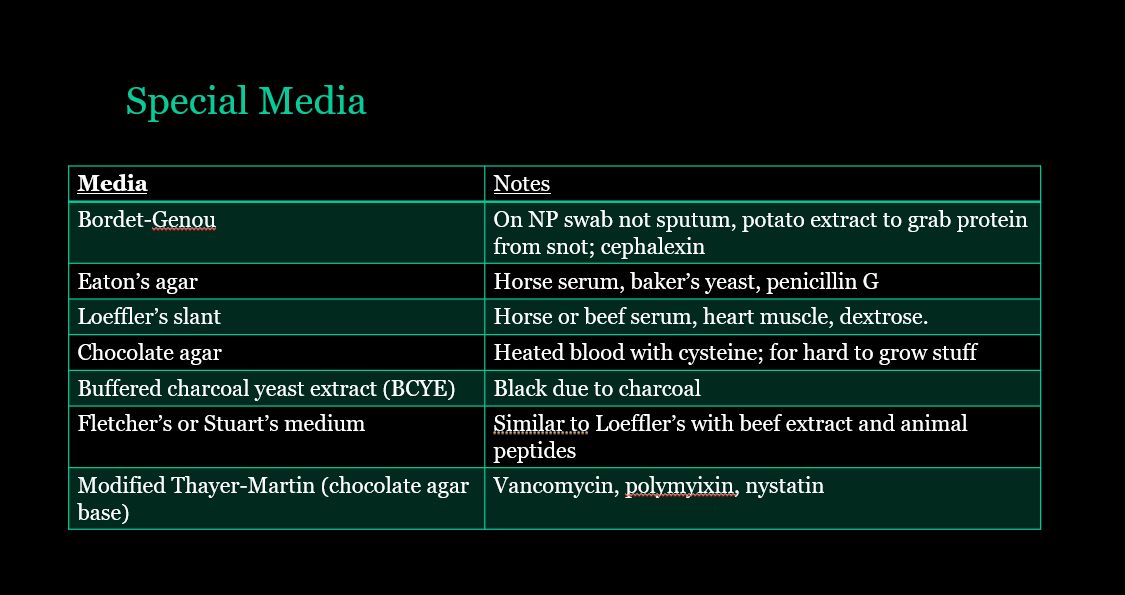 Special Media
Media
Notes
Bordet-Genou
On NP swab not sputum, potato extract to grab protein
from snot; cephalexin
Eaton’s agar
Horse serum, baker’s yeast, penicillin G
Loeffler’s slant
Horse or beef serum, heart muscle, dextrose.
Chocolate agar
Heated blood with cysteine; for hard to grow stuff
Buffered charcoal yeast extract (BCYE)
Black due to charcoal
Fletcher’s or Stuart’s medium
Similar to Loeffler’s with beef extract and animal
peptides
Modified Thayer-Martin (chocolate agar
base)
Vancomycin, polymyixin, nystatin